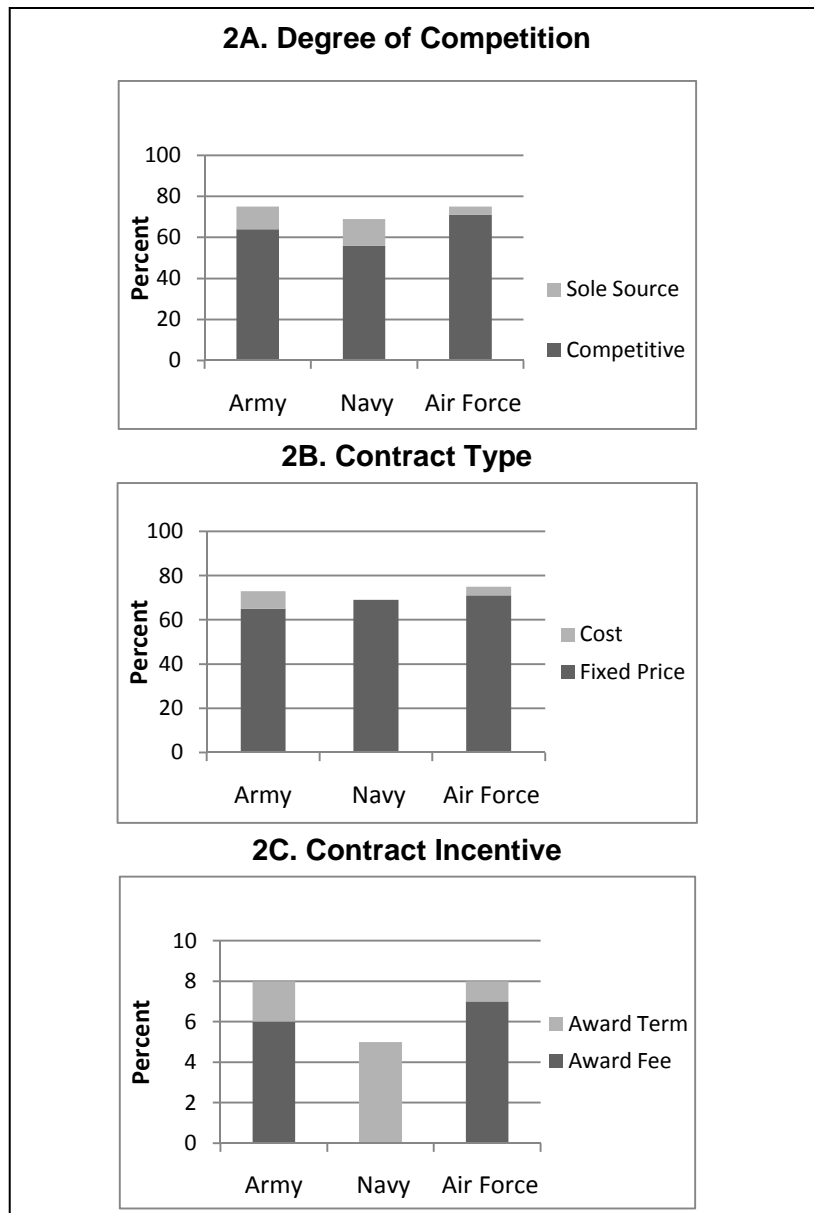 2A. Degree of Competition
100
80
60
40
20
0
Percent
Army Navy Air Force
Sole Source
Competitive
2B. Contract Type
100
80
60
40
20
0
Percent
Army Navy Air Force
Cost
Fixed Price
2C. Contract Incentive
10
8
6
4
2
0
Percent
Army Navy Air Force
Award Term
Award Fee